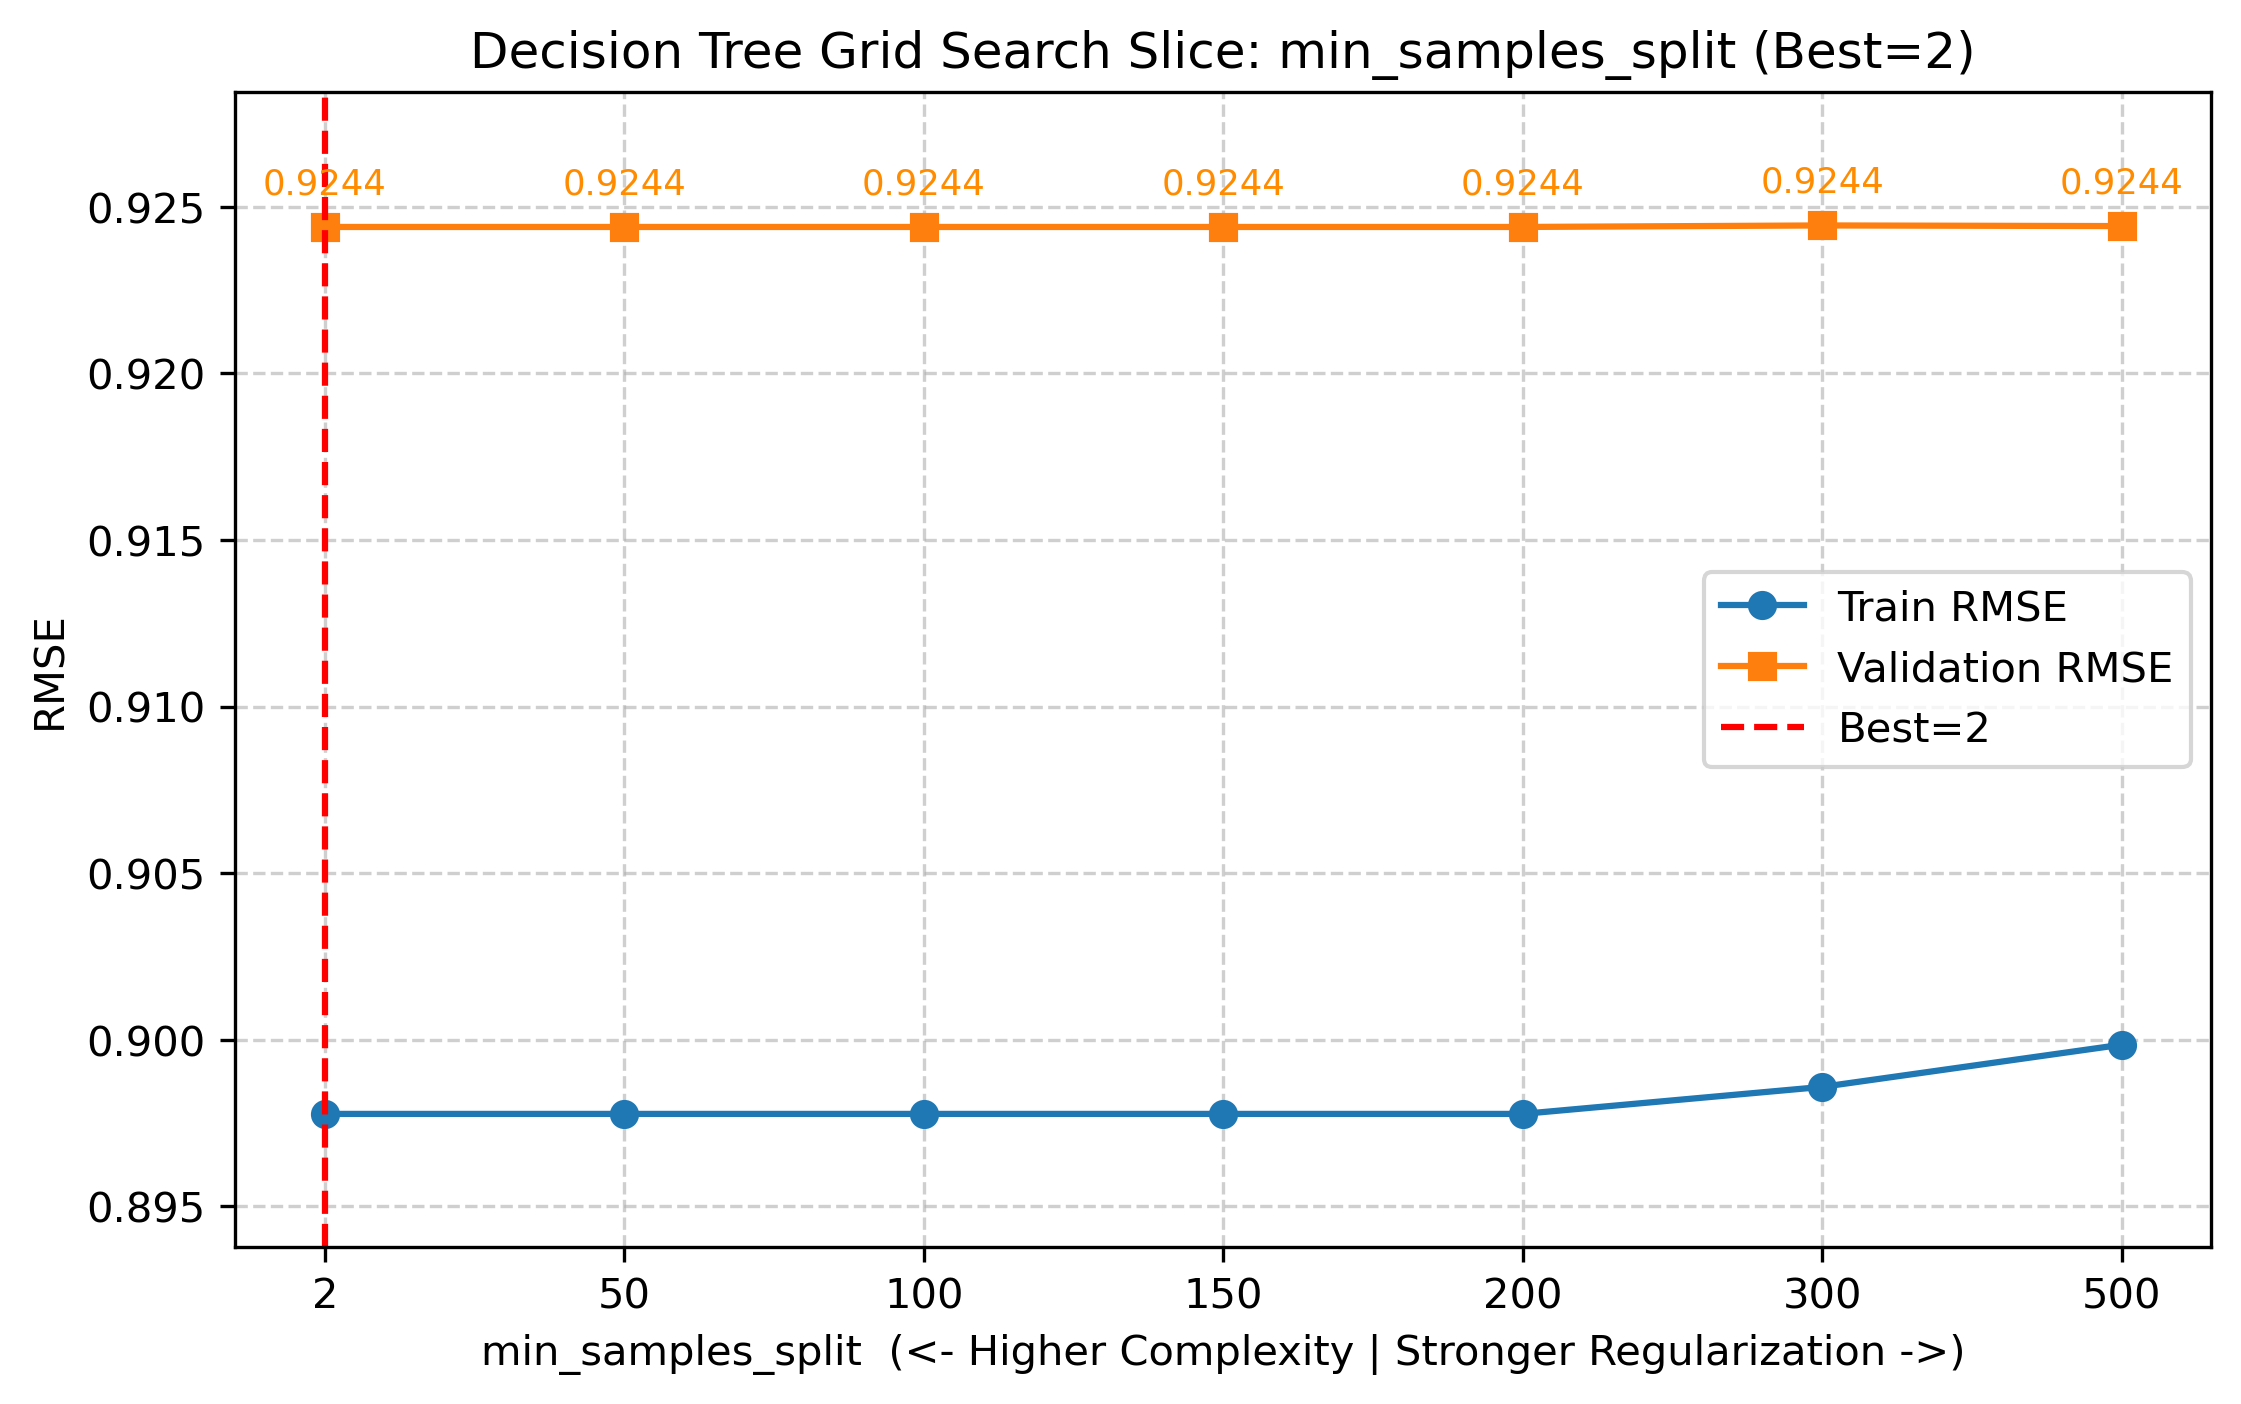 Decision Tree Grid Search Slice: min_samples_split (Best=2)
0.9244 0.9244 0.9244 0.9244 0.9244 0.9244 0.9244
0.925
0.920
0.915
0.910
0.905
0.900
0.895
RMSE
Train RMSE
Validation RMSE
Best=2
2 50 100 150 200 300 500
min_samples_split  (<- Higher Complexity | Stronger Regularization ->)